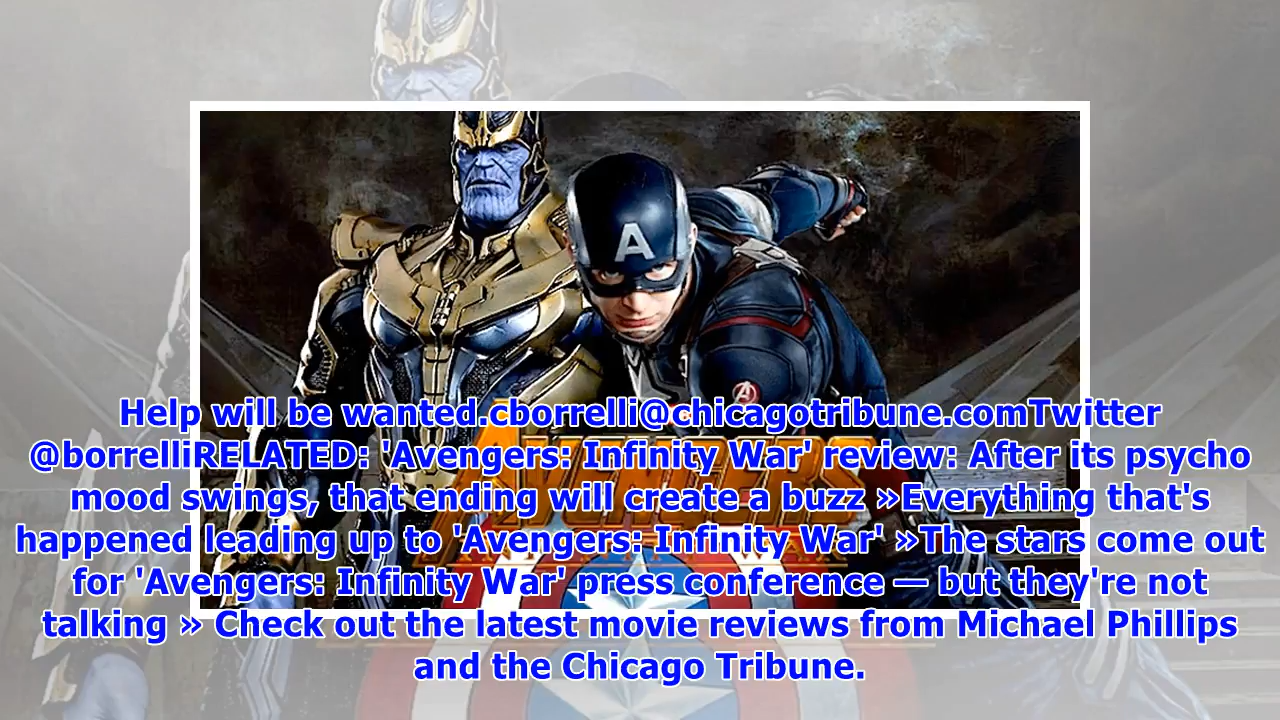 A
Help will be wanted.cborrelli@chicagotribune.comTwitter
@borrelliRELATED: 'Avengers: Infinity War' review: After its psycho
mood swings, that ending will create a buzz »Everything that's
happened leading up to 'Avengers: Infinity War' »The stars come out
for 'Avengers: Infinity War' press conference — but they're not
talking » Check out the latest movie reviews from Michael Phillips
and the Chicago Tribune.
AVENGERS